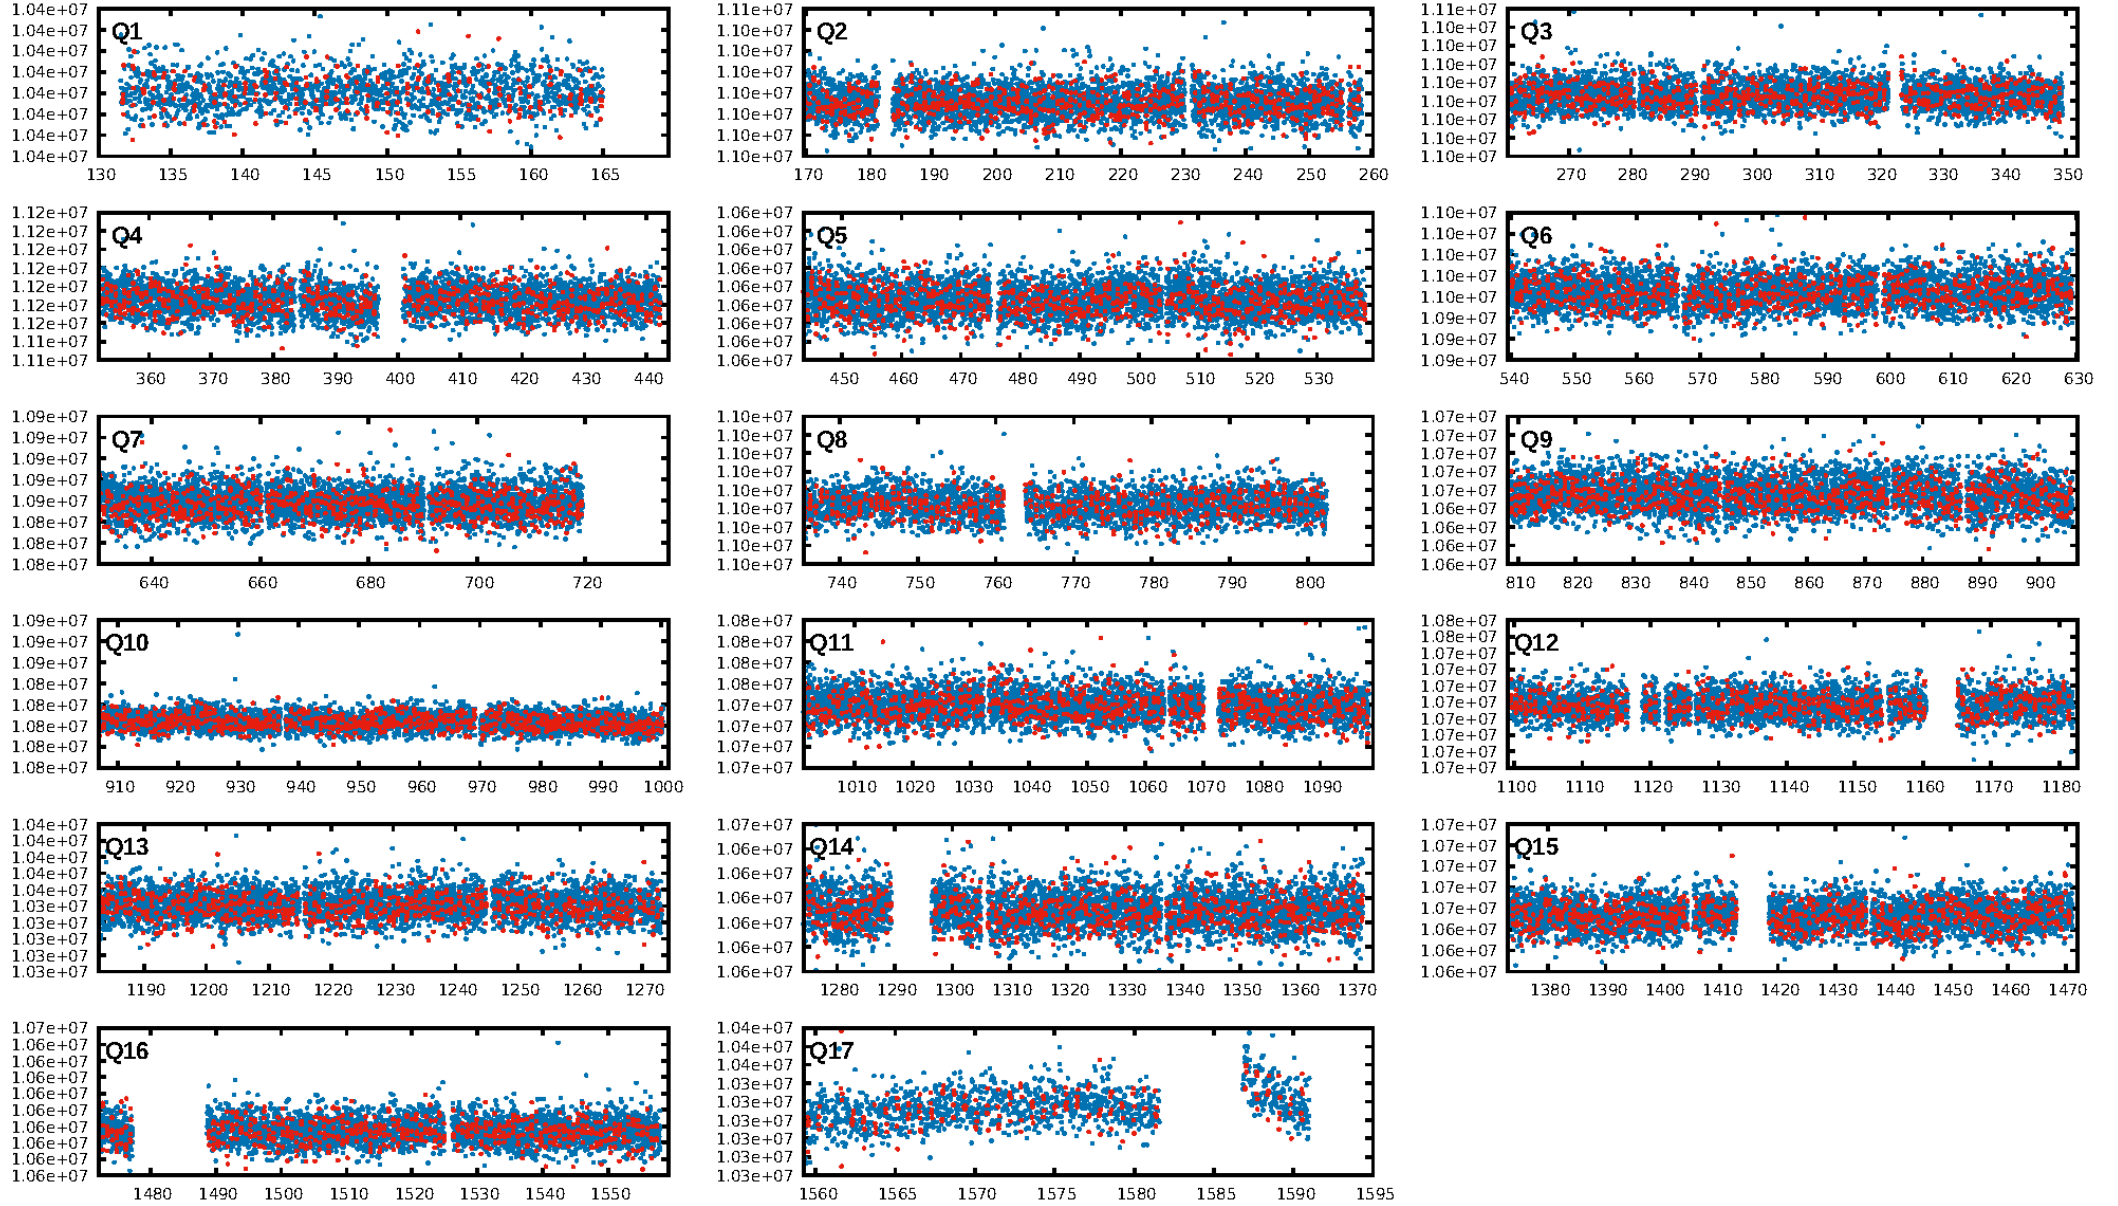 Q1
1.04e+07
1.04e+07
1.04e+07
1.04e+07
1.04e+07
1.04e+07
1.04e+07
1.04e+07
130 135 140 145 150 155 160 165
Q2
1.11e+07
1.10e+07
1.10e+07
1.10e+07
1.10e+07
1.10e+07
1.10e+07
1.10e+07
170 180 190 200 210 220 230 240 250 260
Q3
1.11e+07
1.10e+07
1.10e+07
1.10e+07
1.10e+07
1.10e+07
1.10e+07
1.10e+07
1.10e+07
270 280 290 300 310 320 330 340 350
Q4
1.12e+07
1.12e+07
1.12e+07
1.12e+07
1.12e+07
1.12e+07
1.12e+07
1.11e+07
1.11e+07
360 370 380 390 400 410 420 430 440
Q5
1.06e+07
1.06e+07
1.06e+07
1.06e+07
1.06e+07
1.06e+07
1.06e+07
1.06e+07
1.06e+07
450 460 470 480 490 500 510 520 530
Q6
1.10e+07
1.10e+07
1.10e+07
1.10e+07
1.10e+07
1.09e+07
1.09e+07
1.09e+07
540 550 560 570 580 590 600 610 620 630
Q7
1.09e+07
1.09e+07
1.09e+07
1.09e+07
1.09e+07
1.08e+07
1.08e+07
1.08e+07
640 660 680 700 720
Q8
1.10e+07
1.10e+07
1.10e+07
1.10e+07
1.10e+07
1.10e+07
1.10e+07
1.10e+07
1.10e+07
740 750 760 770 780 790 800
Q9
1.07e+07
1.07e+07
1.07e+07
1.07e+07
1.07e+07
1.06e+07
1.06e+07
1.06e+07
1.06e+07
810 820 830 840 850 860 870 880 890 900
Q10
1.09e+07
1.09e+07
1.09e+07
1.08e+07
1.08e+07
1.08e+07
1.08e+07
1.08e+07
910 920 930 940 950 960 970 980 990 1000
Q11
1.08e+07
1.08e+07
1.08e+07
1.08e+07
1.07e+07
1.07e+07
1.07e+07
1.07e+07
1010 1020 1030 1040 1050 1060 1070 1080 1090
Q12
1.08e+07
1.08e+07
1.08e+07
1.07e+07
1.07e+07
1.07e+07
1.07e+07
1.07e+07
1.07e+07
1.07e+07
1100 1110 1120 1130 1140 1150 1160 1170 1180
Q13
1.04e+07
1.04e+07
1.04e+07
1.04e+07
1.04e+07
1.03e+07
1.03e+07
1.03e+07
1.03e+07
1.03e+07
1190 1200 1210 1220 1230 1240 1250 1260 1270
Q14
1.07e+07
1.06e+07
1.06e+07
1.06e+07
1.06e+07
1.06e+07
1.06e+07
1280 1290 1300 1310 1320 1330 1340 1350 1360 1370
Q15
1.07e+07
1.07e+07
1.07e+07
1.07e+07
1.07e+07
1.06e+07
1.06e+07
1.06e+07
1380 1390 1400 1410 1420 1430 1440 1450 1460 1470
Q16
1.07e+07
1.06e+07
1.06e+07
1.06e+07
1.06e+07
1.06e+07
1.06e+07
1.06e+07
1.06e+07
1.06e+07
1480 1490 1500 1510 1520 1530 1540 1550
Q17
1.04e+07
1.04e+07
1.04e+07
1.03e+07
1.03e+07
1.03e+07
1.03e+07
1.03e+07
1.03e+07
1560 1565 1570 1575 1580 1585 1590 1595